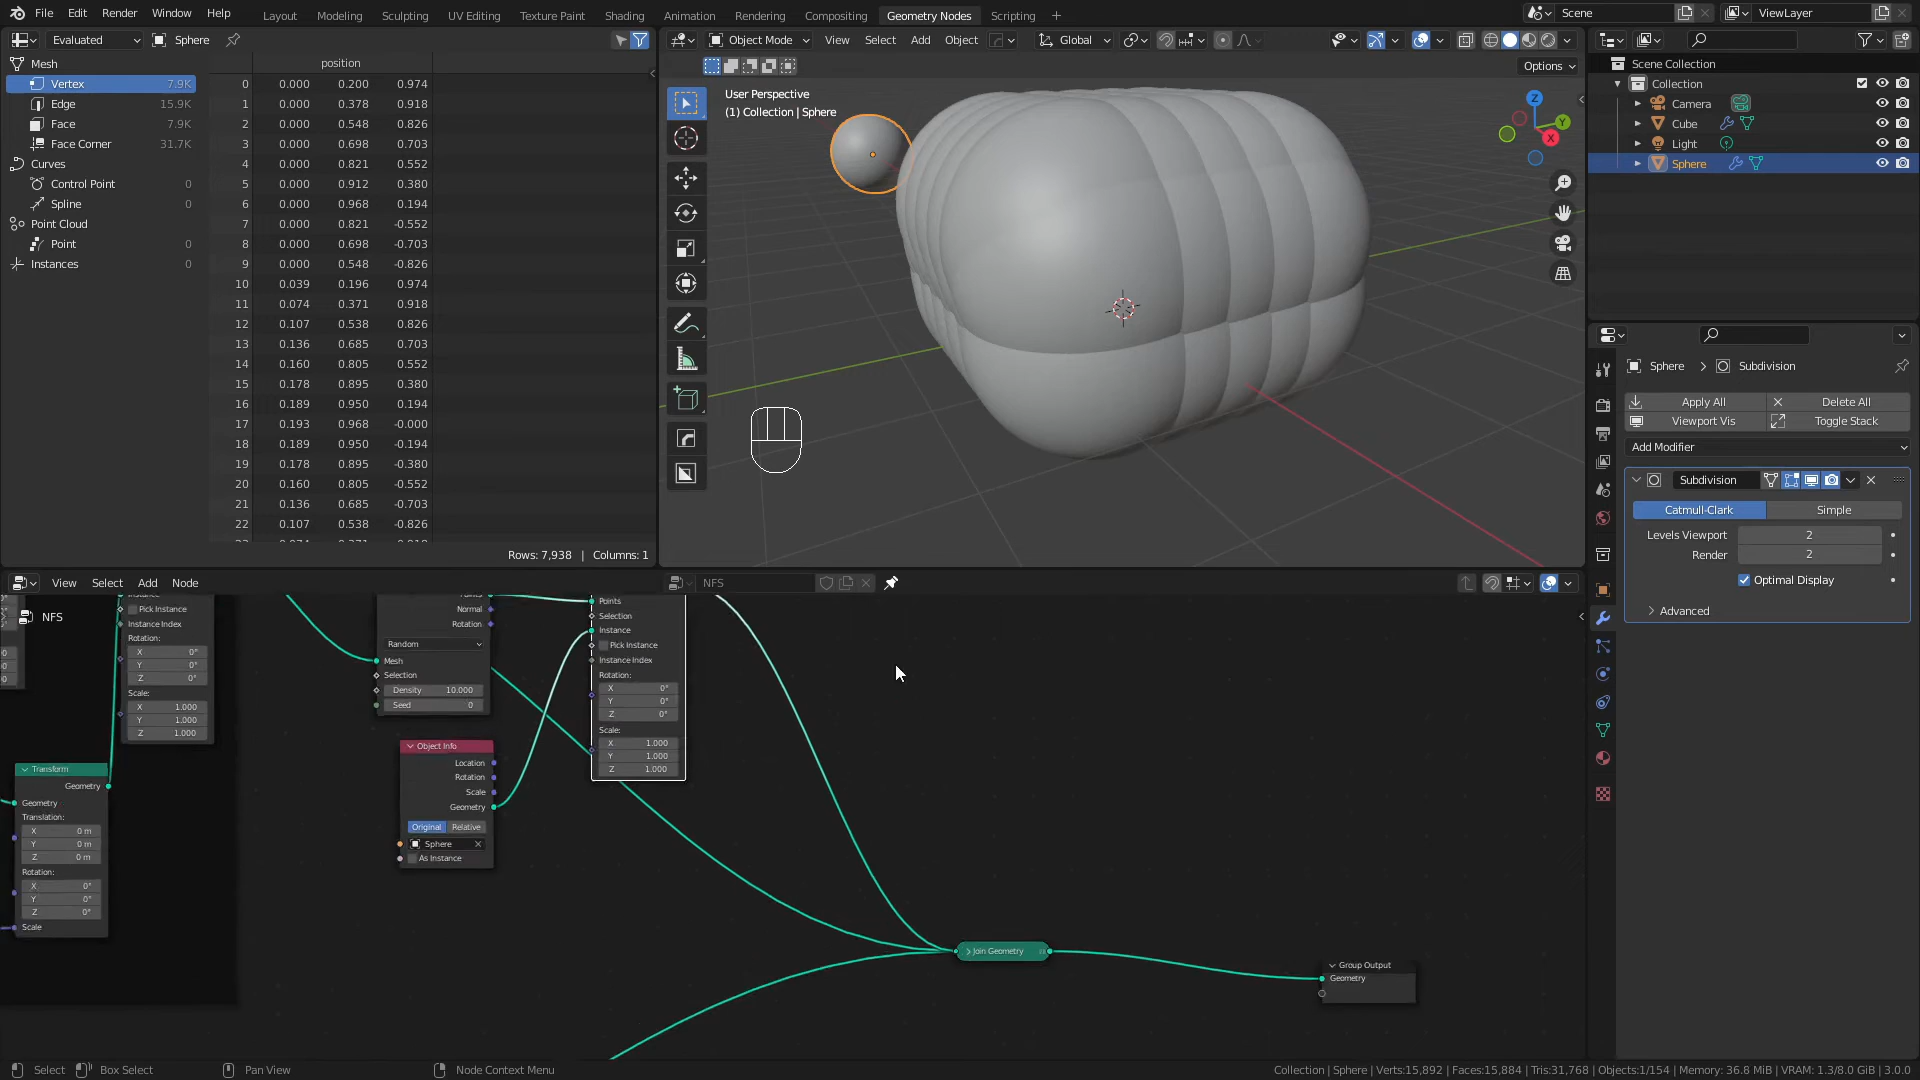 File Edit Render Window Help Layout Modeling Sculpting UV Editing Texture Paint Shading Animation Rendering Compositing Geometry Nodes Scripting Scene ViewLayer
Evaluated Sphere
Object Mode View Select Add Object Global
position
Options
Mesh
Vertex 7.9K
Edge 15.9K
Face 7.9K
Face Corner 31.7K
Curves
Control Point 0
Spline 0
Point Cloud
Point 0
Instances 0
0 0.000 0.200 0.974
1 0.000 0.378 0.918
2 0.000 0.548 0.826
3 0.000 0.698 0.703
4 0.000 0.821 0.552
5 0.000 0.912 0.380
6 0.000 0.968 0.194
7 0.000 0.821 -0.552
8 0.000 0.698 -0.703
9 0.000 0.548 -0.826
10 0.039 0.196 0.974
11 0.074 0.371 0.918
12 0.107 0.538 0.826
13 0.136 0.685 0.703
14 0.160 0.805 0.552
15 0.178 0.895 0.380
16 0.189 0.950 0.194
17 0.193 0.968 -0.000
18 0.189 0.950 -0.194
19 0.178 0.895 -0.380
20 0.160 0.805 -0.552
21 0.136 0.685 -0.703
22 0.107 0.538 -0.826
Rows: 7,938 | Columns: 1
User Perspective
(1) Collection | Sphere
Z
Y
X
Scene Collection
Collection
Camera
Cube
Light
Sphere
Sphere > Subdivision
Apply All Delete All
Viewport Vis Toggle Stack
Add Modifier
Subdivision
Catmull-Clark Simple
Levels Viewport 2
Render 2
Optimal Display
Advanced
View Select Add Node NFS
NFS
Pick Instance
Instance Index
Rotation:
X 0°
Y 0°
Z 0°
Scale:
X 1.000
Y 1.000
Z 1.000
Transform
Geometry
Geometry
Translation:
X 0 m
Y 0 m
Z 0 m
Rotation:
X 0°
Y 0°
Z 0°
Scale
Normal
Rotation
Random
Mesh
Selection
Density 10.000
Seed 0
Object Info
Location
Rotation
Scale
Geometry
Original Relative
Sphere
As Instance
Points
Selection
Instance
Pick Instance
Instance Index
Rotation:
X 0°
Y 0°
Z 0°
Scale:
X 1.000
Y 1.000
Z 1.000
Join Geometry
Group Output
Geometry
Select Box Select Pan View Node Context Menu
Collection | Sphere | Verts:15,892 | Faces:15,884 | Tris:31,768 | Objects:1/154 | Memory: 36.8 MiB | VRAM: 1.3/8.0 GiB | 3.0.0